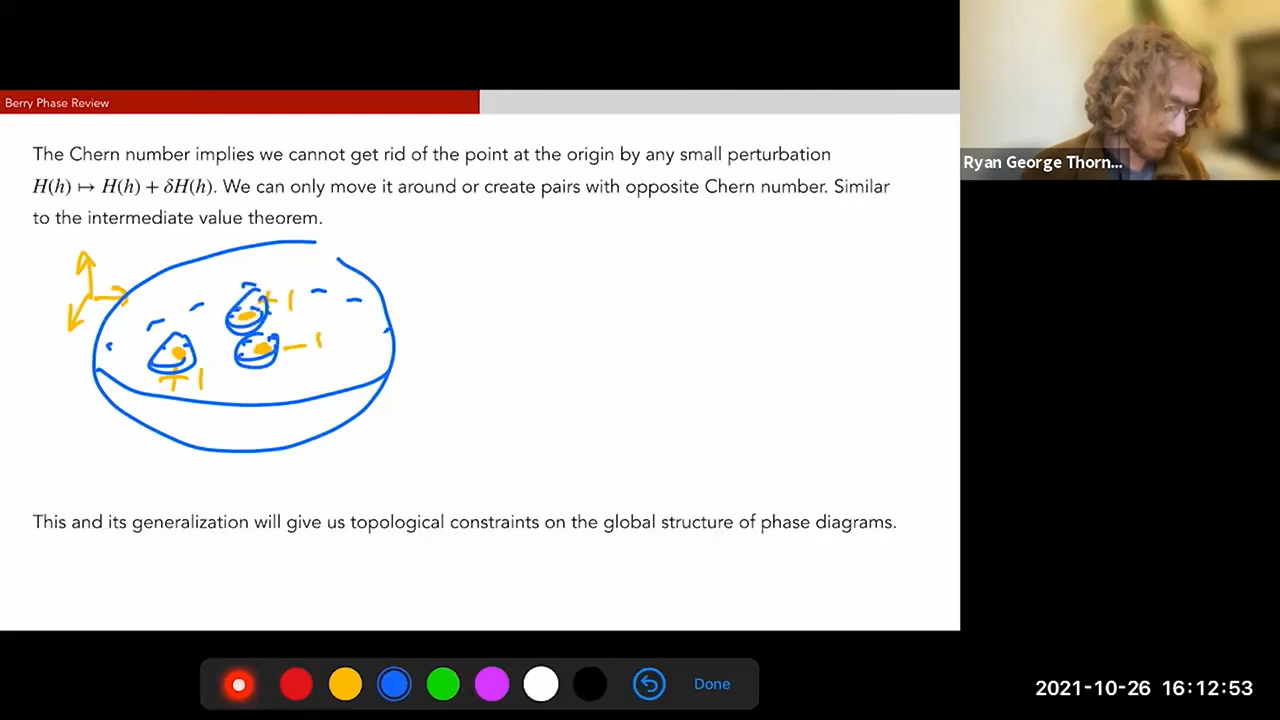 Berry Phase Review
The Chern number implies we cannot get rid of the point at the origin by any small perturbation
H(h) ↦ H(h) + δH(h). We can only move it around or create pairs with opposite Chern number. Similar
to the intermediate value theorem.
+1
-1
+1
This and its generalization will give us topological constraints on the global structure of phase diagrams.
Ryan George Thorn...
Done
2021-10-26 16:12:53